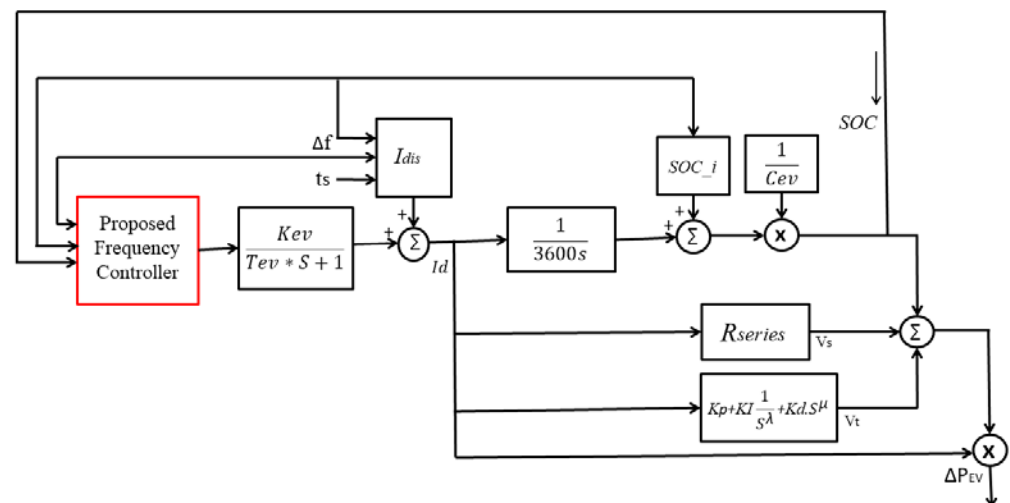 SOC
Δf
ts
Idis
SOC_i
1
Cev
Proposed
Frequency
Controller
Kev
Tev * S + 1
+
+
Σ
Id
1
3600s
+
+
Σ
x
Rseries
Vs
Σ
Kp+KI 1/S^λ +Kd.S^μ
Vt
x
ΔPEV